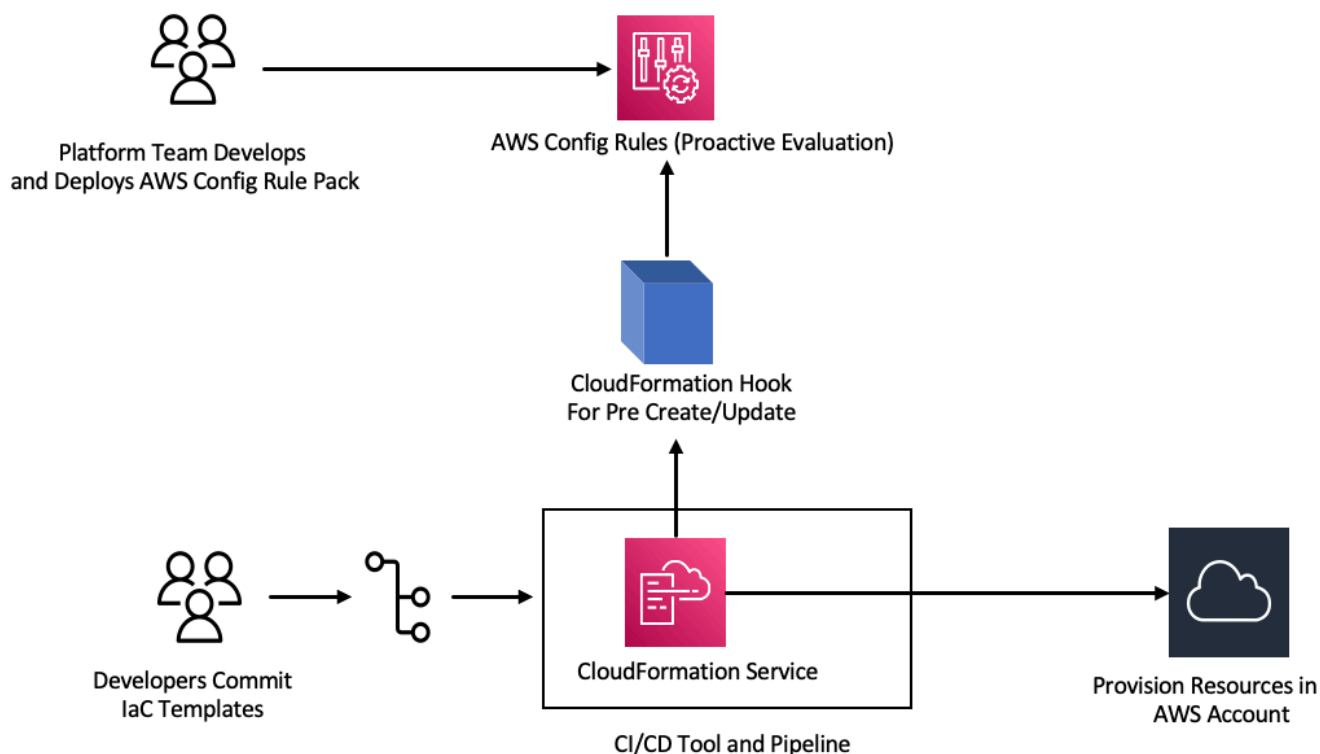 Platform Team Develops
and Deploys AWS Config Rule Pack
AWS Config Rules (Proactive Evaluation)
CloudFormation Hook
For Pre Create/Update
Developers Commit
IaC Templates
CloudFormation Service
CI/CD Tool and Pipeline
Provision Resources in
AWS Account